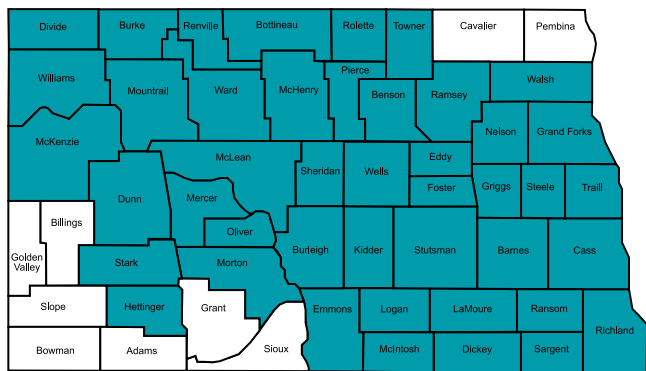 Divide
Burke
Renville
Bottineau
Rolette
Towner
Cavalier
Pembina
Williams
Mountrail
Ward
McHenry
Pierce
Benson
Ramsey
Walsh
McKenzie
Nelson
Grand Forks
McLean
Sheridan
Wells
Eddy
Foster
Griggs
Steele
Traill
Dunn
Mercer
Oliver
Billings
Golden
Valley
Stark
Morton
Burleigh
Kidder
Stutsman
Barnes
Cass
Slope
Hettinger
Grant
Emmons
Logan
LaMoure
Ransom
Richland
Bowman
Adams
Sioux
McIntosh
Dickey
Sargent